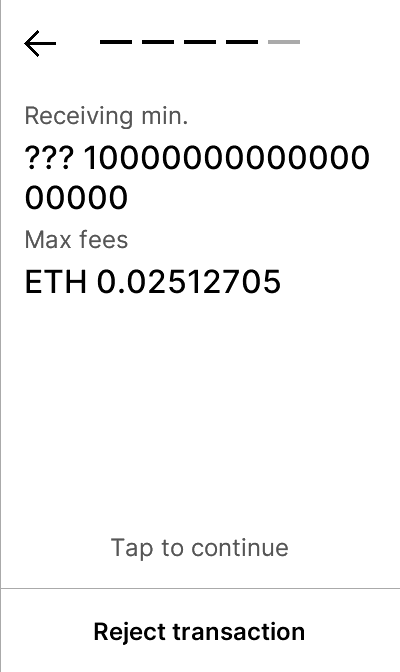 Receiving min.
??? 10000000000000
00000
Max fees
ETH 0.02512705
Tap to continue
Reject transaction